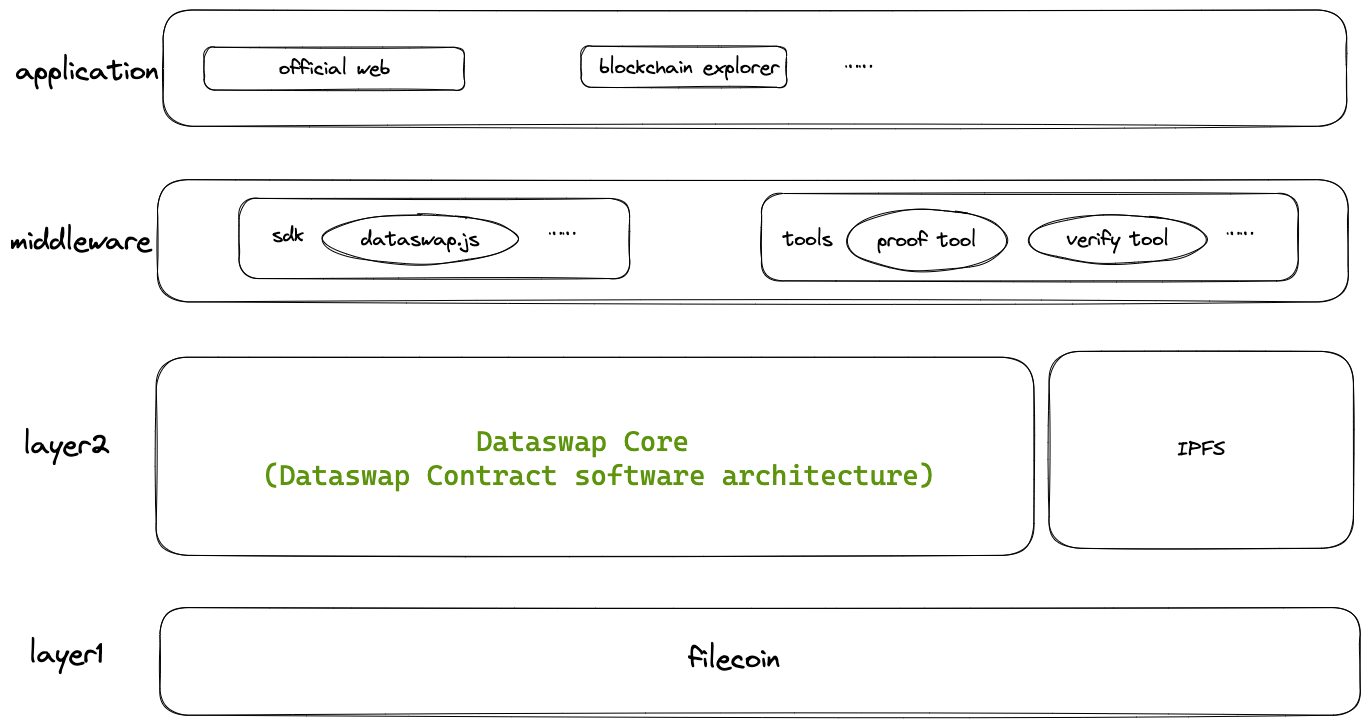 application
official web
blockchain explorer
......
middleware
sdk
dataswap.js
......
tools
proof tool
verify tool
......
layer2
Dataswap Core
(Dataswap Contract software architecture)
IPFS
layer1
filecoin